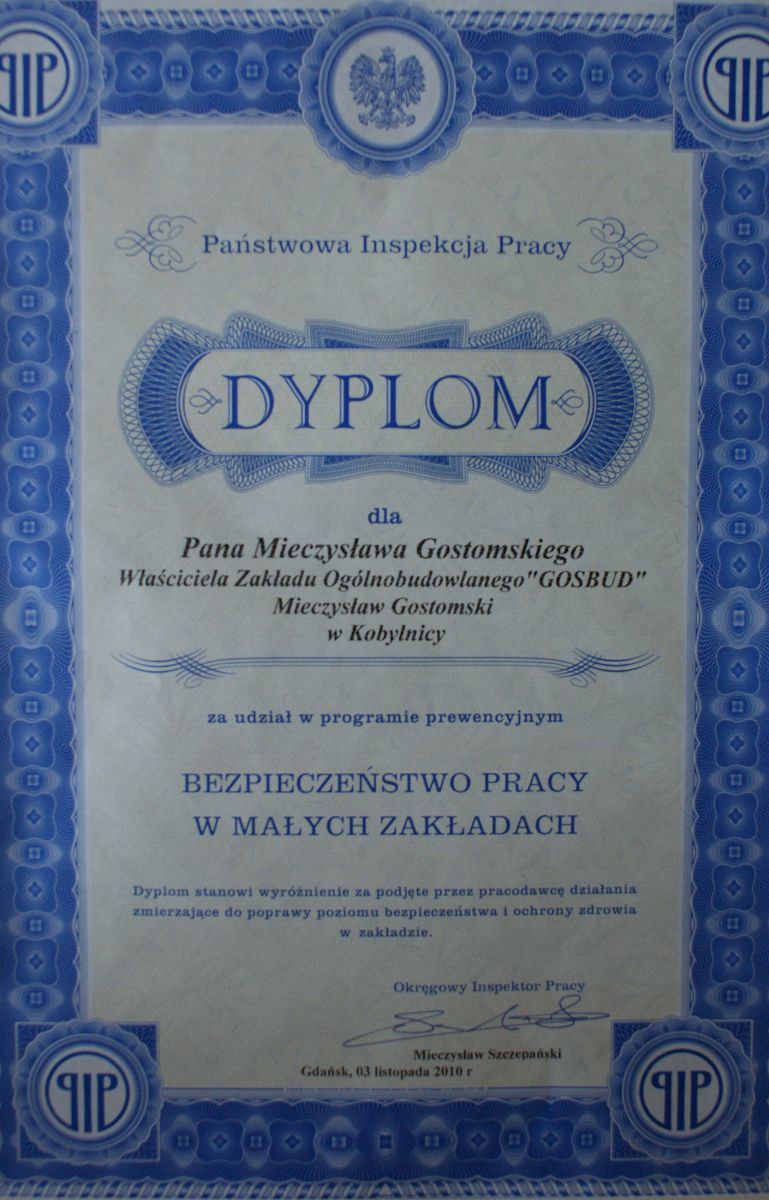 PIP
PIP
Państwowa Inspekcja Pracy
DYPLOM
dla
Pana Mieczysława Gostomskiego
Właściciela Zakładu Ogólnobudowlanego"GOSBUD"
Mieczysław Gostomski
w Kobylnicy
za udział w programie prewencyjnym
BEZPIECZEŃSTWO PRACY
W MAŁYCH ZAKŁADACH
Dyplom stanowi wyróżnienie za podjęte przez pracodawcę działania
zmierzające do poprawy poziomu bezpieczeństwa i ochrony zdrowia
w zakładzie.
Okręgowy Inspektor Pracy
Mieczysław Szczepański
Gdańsk, 03 listopada 2010 r
PIP
PIP